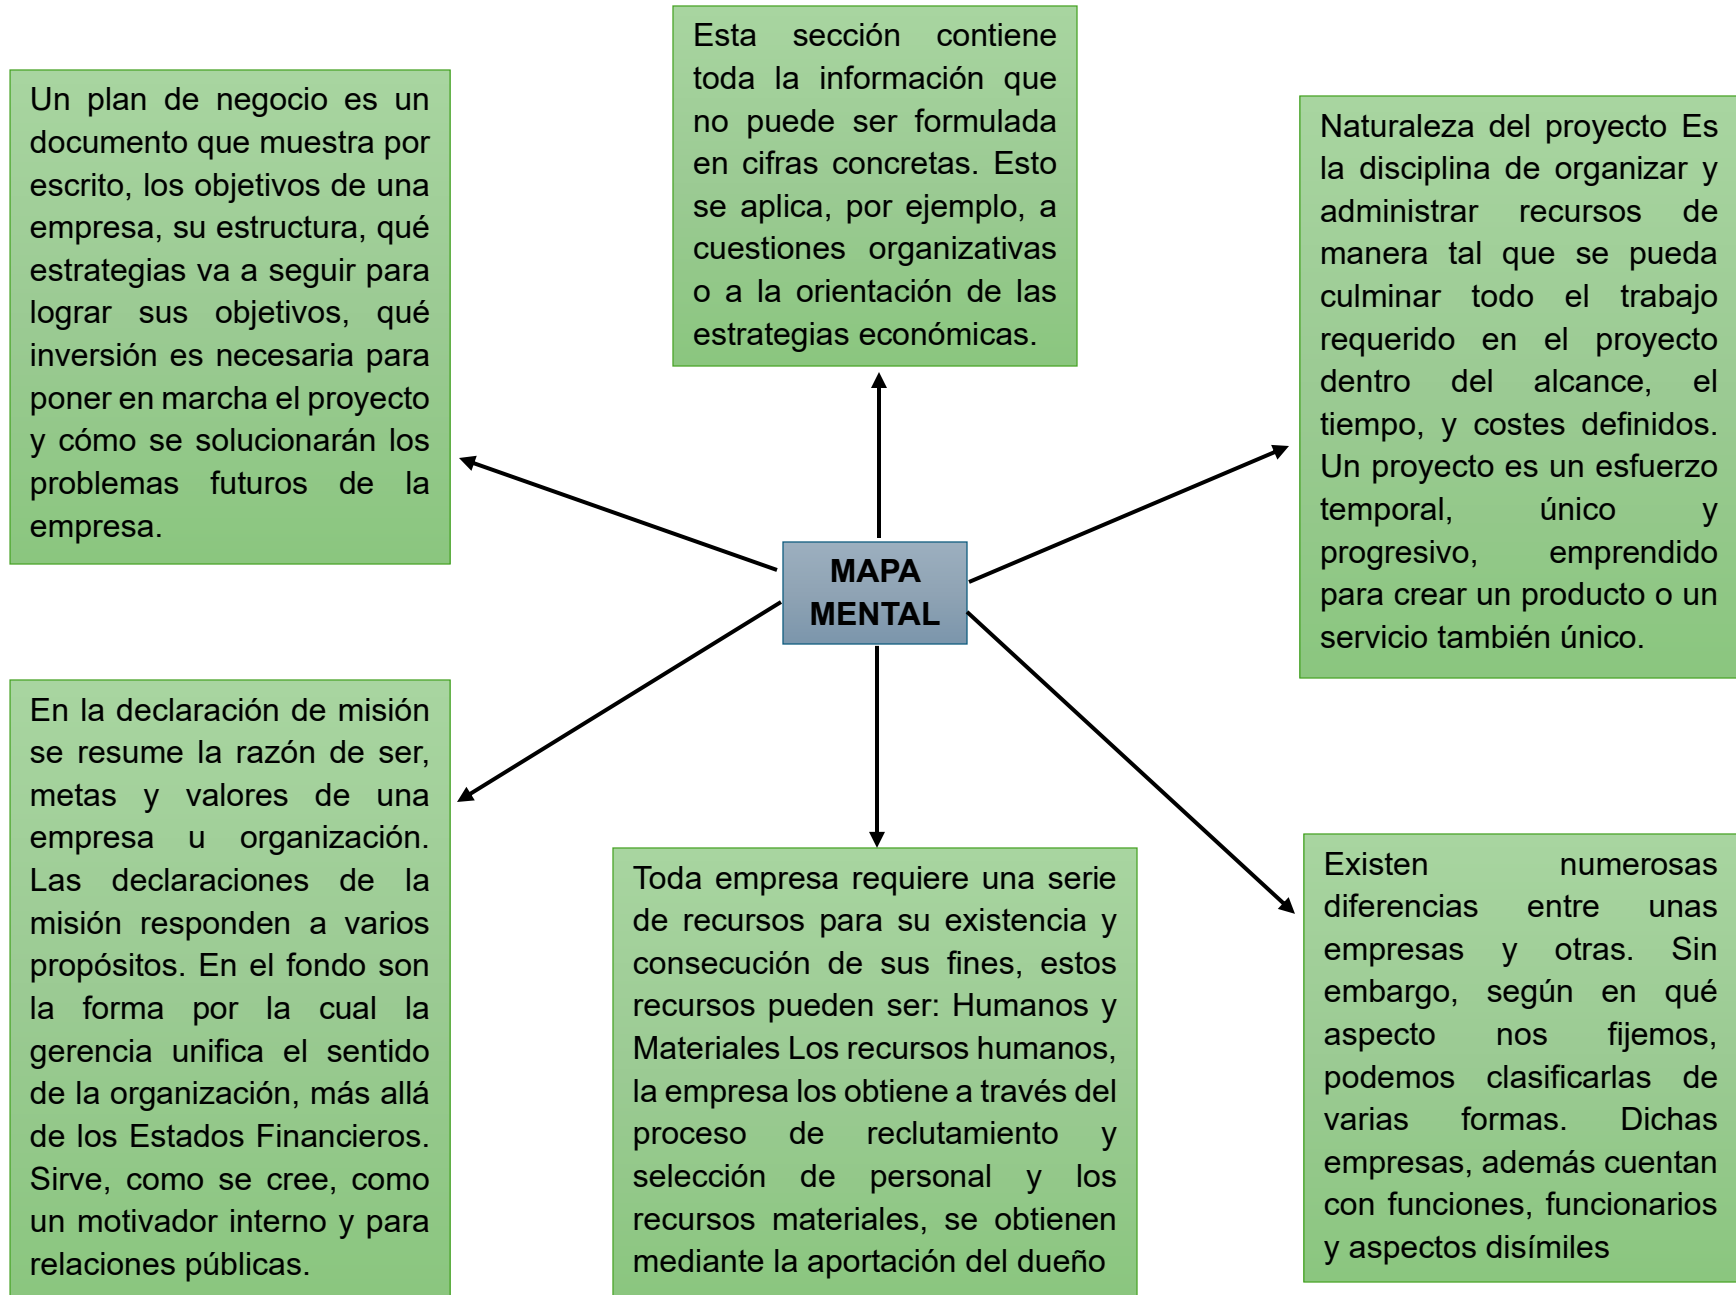 Esta sección contiene
toda la información que
no puede ser formulada
en cifras concretas. Esto
se aplica, por ejemplo, a
cuestiones organizativas
o a la orientación de las
estrategias económicas.
Un plan de negocio es un
documento que muestra por
escrito, los objetivos de una
empresa, su estructura, qué
estrategias va a seguir para
lograr sus objetivos, qué
inversión es necesaria para
poner en marcha el proyecto
y cómo se solucionarán los
problemas futuros de la
empresa.
Naturaleza del proyecto Es
la disciplina de organizar y
administrar recursos de
manera tal que se pueda
culminar todo el trabajo
requerido en el proyecto
dentro del alcance, el
tiempo, y costes definidos.
Un proyecto es un esfuerzo
temporal, único y
progresivo, emprendido
para crear un producto o un
servicio también único.
MAPA
MENTAL
En la declaración de misión
se resume la razón de ser,
metas y valores de una
empresa u organización.
Las declaraciones de la
misión responden a varios
propósitos. En el fondo son
la forma por la cual la
gerencia unifica el sentido
de la organización, más allá
de los Estados Financieros.
Sirve, como se cree, como
un motivador interno y para
relaciones públicas.
Toda empresa requiere una serie
de recursos para su existencia y
consecución de sus fines, estos
recursos pueden ser: Humanos y
Materiales Los recursos humanos,
la empresa los obtiene a través del
proceso de reclutamiento y
selección de personal y los
recursos materiales, se obtienen
mediante la aportación del dueño
Existen numerosas
diferencias entre unas
empresas y otras. Sin
embargo, según en qué
aspecto nos fijemos,
podemos clasificarlas de
varias formas. Dichas
empresas, además cuentan
con funciones, funcionarios
y aspectos disímiles